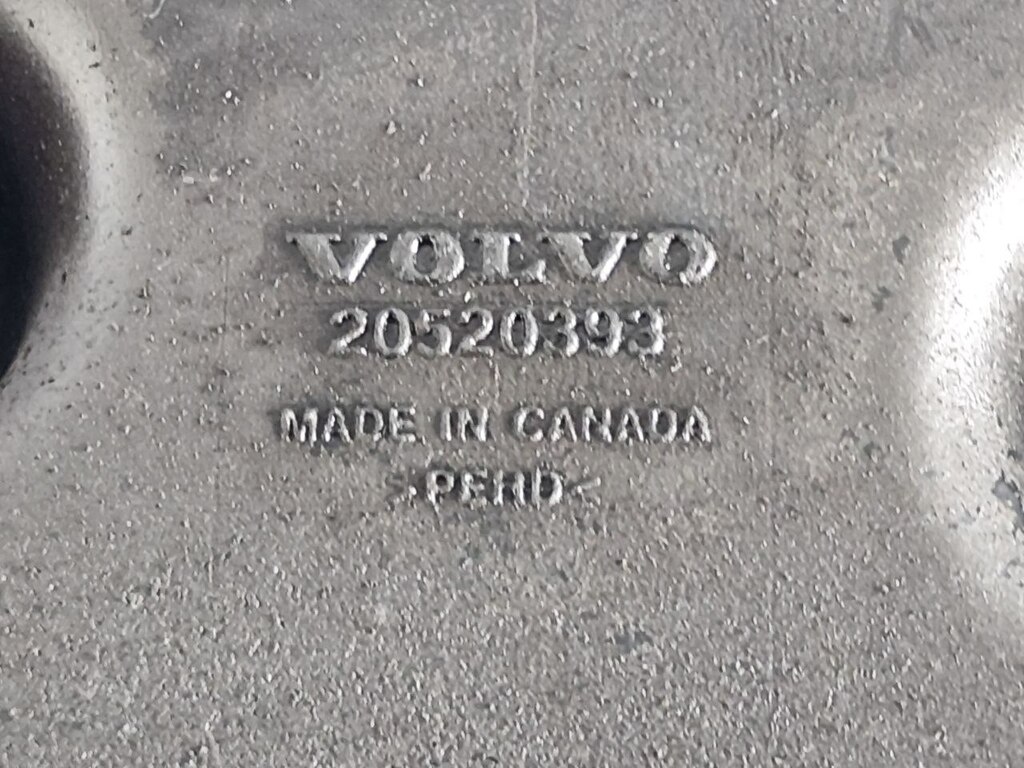 VOLVO
20520393
MADE IN CANADA
>PEHD<